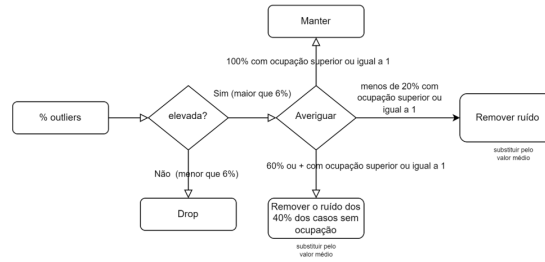 Manter
100% com ocupação superior ou igual a 1
Sim (maior que 6%)
menos de 20% com
ocupação superior ou
igual a 1
% outliers
elevada?
Averiguar
Remover ruído
substituir pelo
valor médio
Não (menor que 6%)
60% ou + com ocupação superior ou igual a 1
Drop
Remover o ruído dos
40% dos casos sem
ocupação
substituir pelo
valor médio